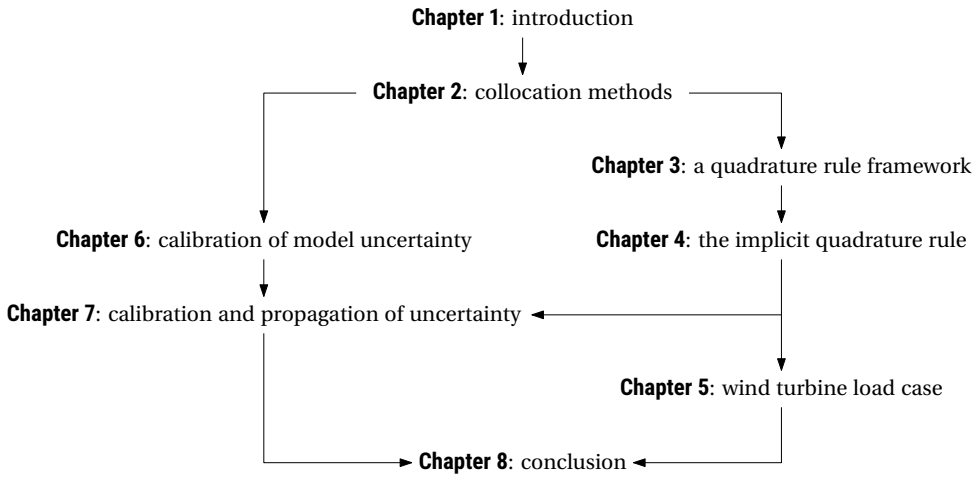 Chapter 1: introduction
Chapter 2: collocation methods
Chapter 3: a quadrature rule framework
Chapter 6: calibration of model uncertainty
Chapter 4: the implicit quadrature rule
Chapter 7: calibration and propagation of uncertainty
Chapter 5: wind turbine load case
Chapter 8: conclusion